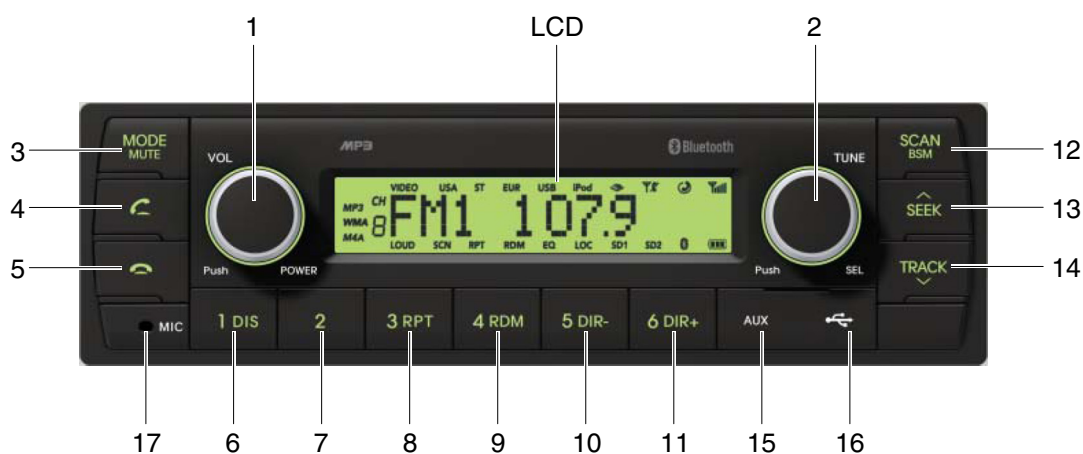 1 LCD 2
3 MODE MUTE
VOL
MP3
Bluetooth
TUNE
SCAN BSM 12
VIDEO USA ST EUR USB iPod
MP3 CH
WMA 8 FM1 107.9
M4A
LOUD SCN RPT RDM EQ LOC SD1 SD2
4
SEEK 13
5
Push POWER
Push SEL
TRACK 14
MIC
1 DIS 2 3 RPT 4 RDM 5 DIR- 6 DIR+ AUX
17 6 7 8 9 10 11 15 16